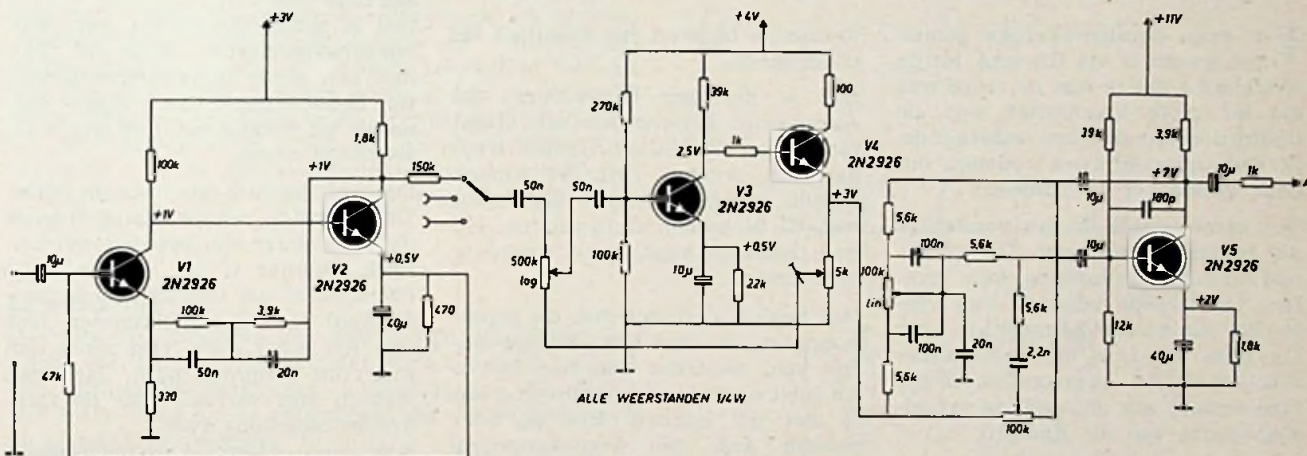 +3V
+4V
+11V
100k
1,8k
+1V
150k
+1V
10µ
V1
2N2926
V2
2N2926
+0,5V
100k
3,9k
50n
20n
47k
330
40µ
470
50n
500k
log
50n
270k
39k
100
2,5V
1k
V4
2N2926
V3
2N2926
+3V
100k
10µ
+0,5V
22k
5k
ALLE WEERSTANDEN 1/4W
5,6k
100n
5,6k
100k
Lin
100n
5,6k
20n
5,6k
2,2n
100k
39k
3,9k
10µ
+7V
10µ
1k
A
180p
10µ
V5
2N2926
+2V
12k
40µ
1,8k